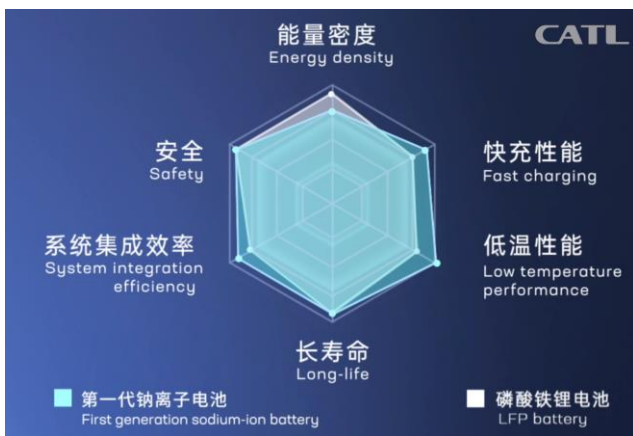 能量密度
Energy density
CATL
安全
Safety
快充性能
Fast charging
系统集成效率
System integration
efficiency
低温性能
Low temperature
performance
长寿命
Long-life
第一代钠离子电池
First generation sodium-ion battery
磷酸铁锂电池
LFP battery